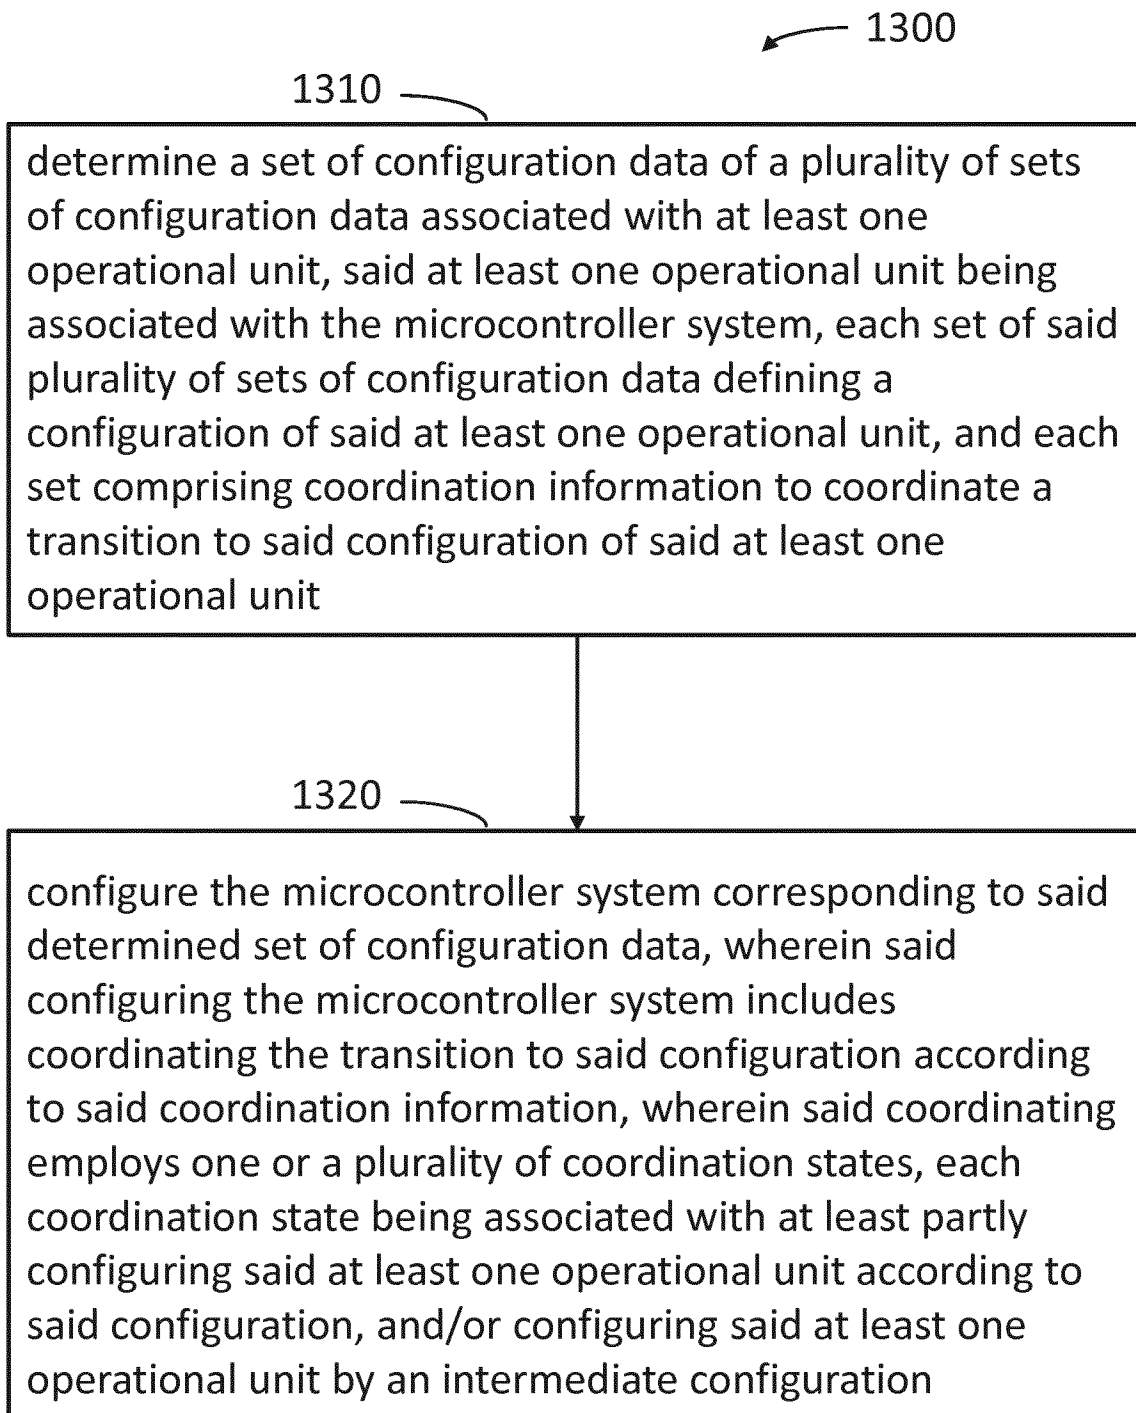 1300
1310
determine a set of configuration data of a plurality of sets
of configuration data associated with at least one
operational unit, said at least one operational unit being
associated with the microcontroller system, each set of said
plurality of sets of configuration data defining a
configuration of said at least one operational unit, and each
set comprising coordination information to coordinate a
transition to said configuration of said at least one
operational unit
1320
configure the microcontroller system corresponding to said
determined set of configuration data, wherein said
configuring the microcontroller system includes
coordinating the transition to said configuration according
to said coordination information, wherein said coordinating
employs one or a plurality of coordination states, each
coordination state being associated with at least partly
configuring said at least one operational unit according to
said configuration, and/or configuring said at least one
operational unit by an intermediate configuration